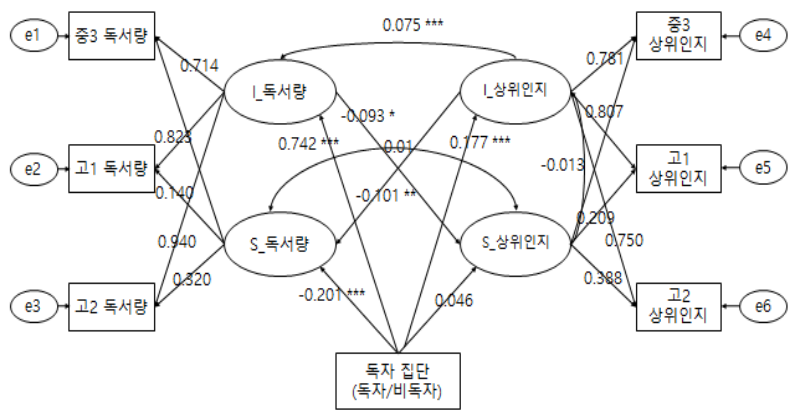 0.075 ***
e1
중3 독서량
중3
상위인지
e4
0.714
I_독서량
I_상위인지
0.781
-0.093 *
0.807
0.823
0.742 ***
0.01
0.177 ***
e2
고1 독서량
-0.013
고1
상위인지
e5
0.140
-0.101 **
0.209
0.940
S_독서량
S_상위인지
0.750
0.320
0.388
-0.201 ***
0.046
e3
고2 독서량
고2
상위인지
e6
독자 집단
(독자/비독자)